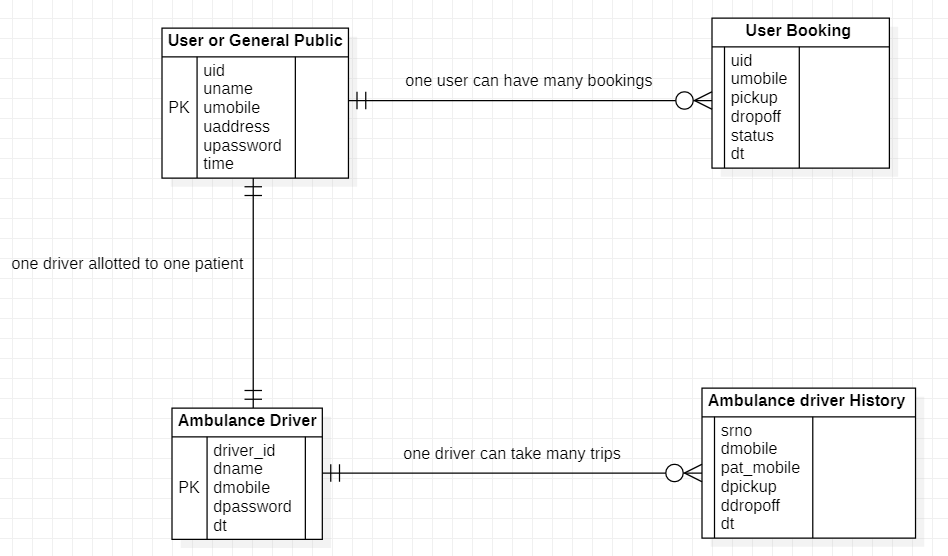 User or General Public
PK
uid
uname
umobile
uaddress
upassword
time
one user can have many bookings
User Booking
uid
umobile
pickup
dropoff
status
dt
one driver allotted to one patient
Ambulance Driver
PK
driver_id
dname
dmobile
dpassword
dt
one driver can take many trips
Ambulance driver History
srno
dmobile
pat_mobile
dpickup
ddropoff
dt